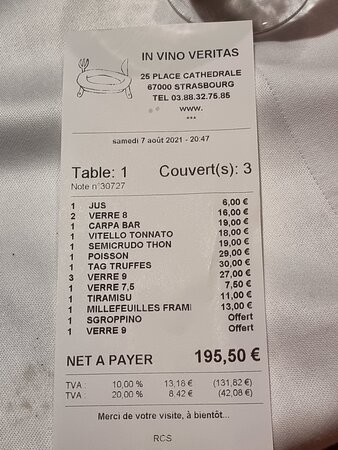 IN VINO VERITAS
25 PLACE CATHEDRALE
67000 STRASBOURG
TEL 03.88.32.75.85
www.
***
samedi 7 août 2021 - 20:47
Table: 1 Couvert(s): 3
Note n°30727
1 JUS 6,00 €
2 VERRE 8 16,00 €
1 CARPA BAR 19,00 €
1 VITELLO TONNATO 18,00 €
1 SEMICRUDO THON 19,00 €
1 POISSON 29,00 €
1 TAG TRUFFES 30,00 €
3 VERRE 9 27,00 €
1 VERRE 7,5 7,50 €
1 TIRAMISU 11,00 €
1 MILLEFEUILLES FRAMI 13,00 €
1 SGROPPINO Offert
1 VERRE 9 Offert
NET A PAYER 195,50 €
TVA : 10,00 % 13,18 € (131,82 €)
TVA : 20,00 % 8,42 € (42,08 €)
Merci de votre visite, à bientôt...
RCS